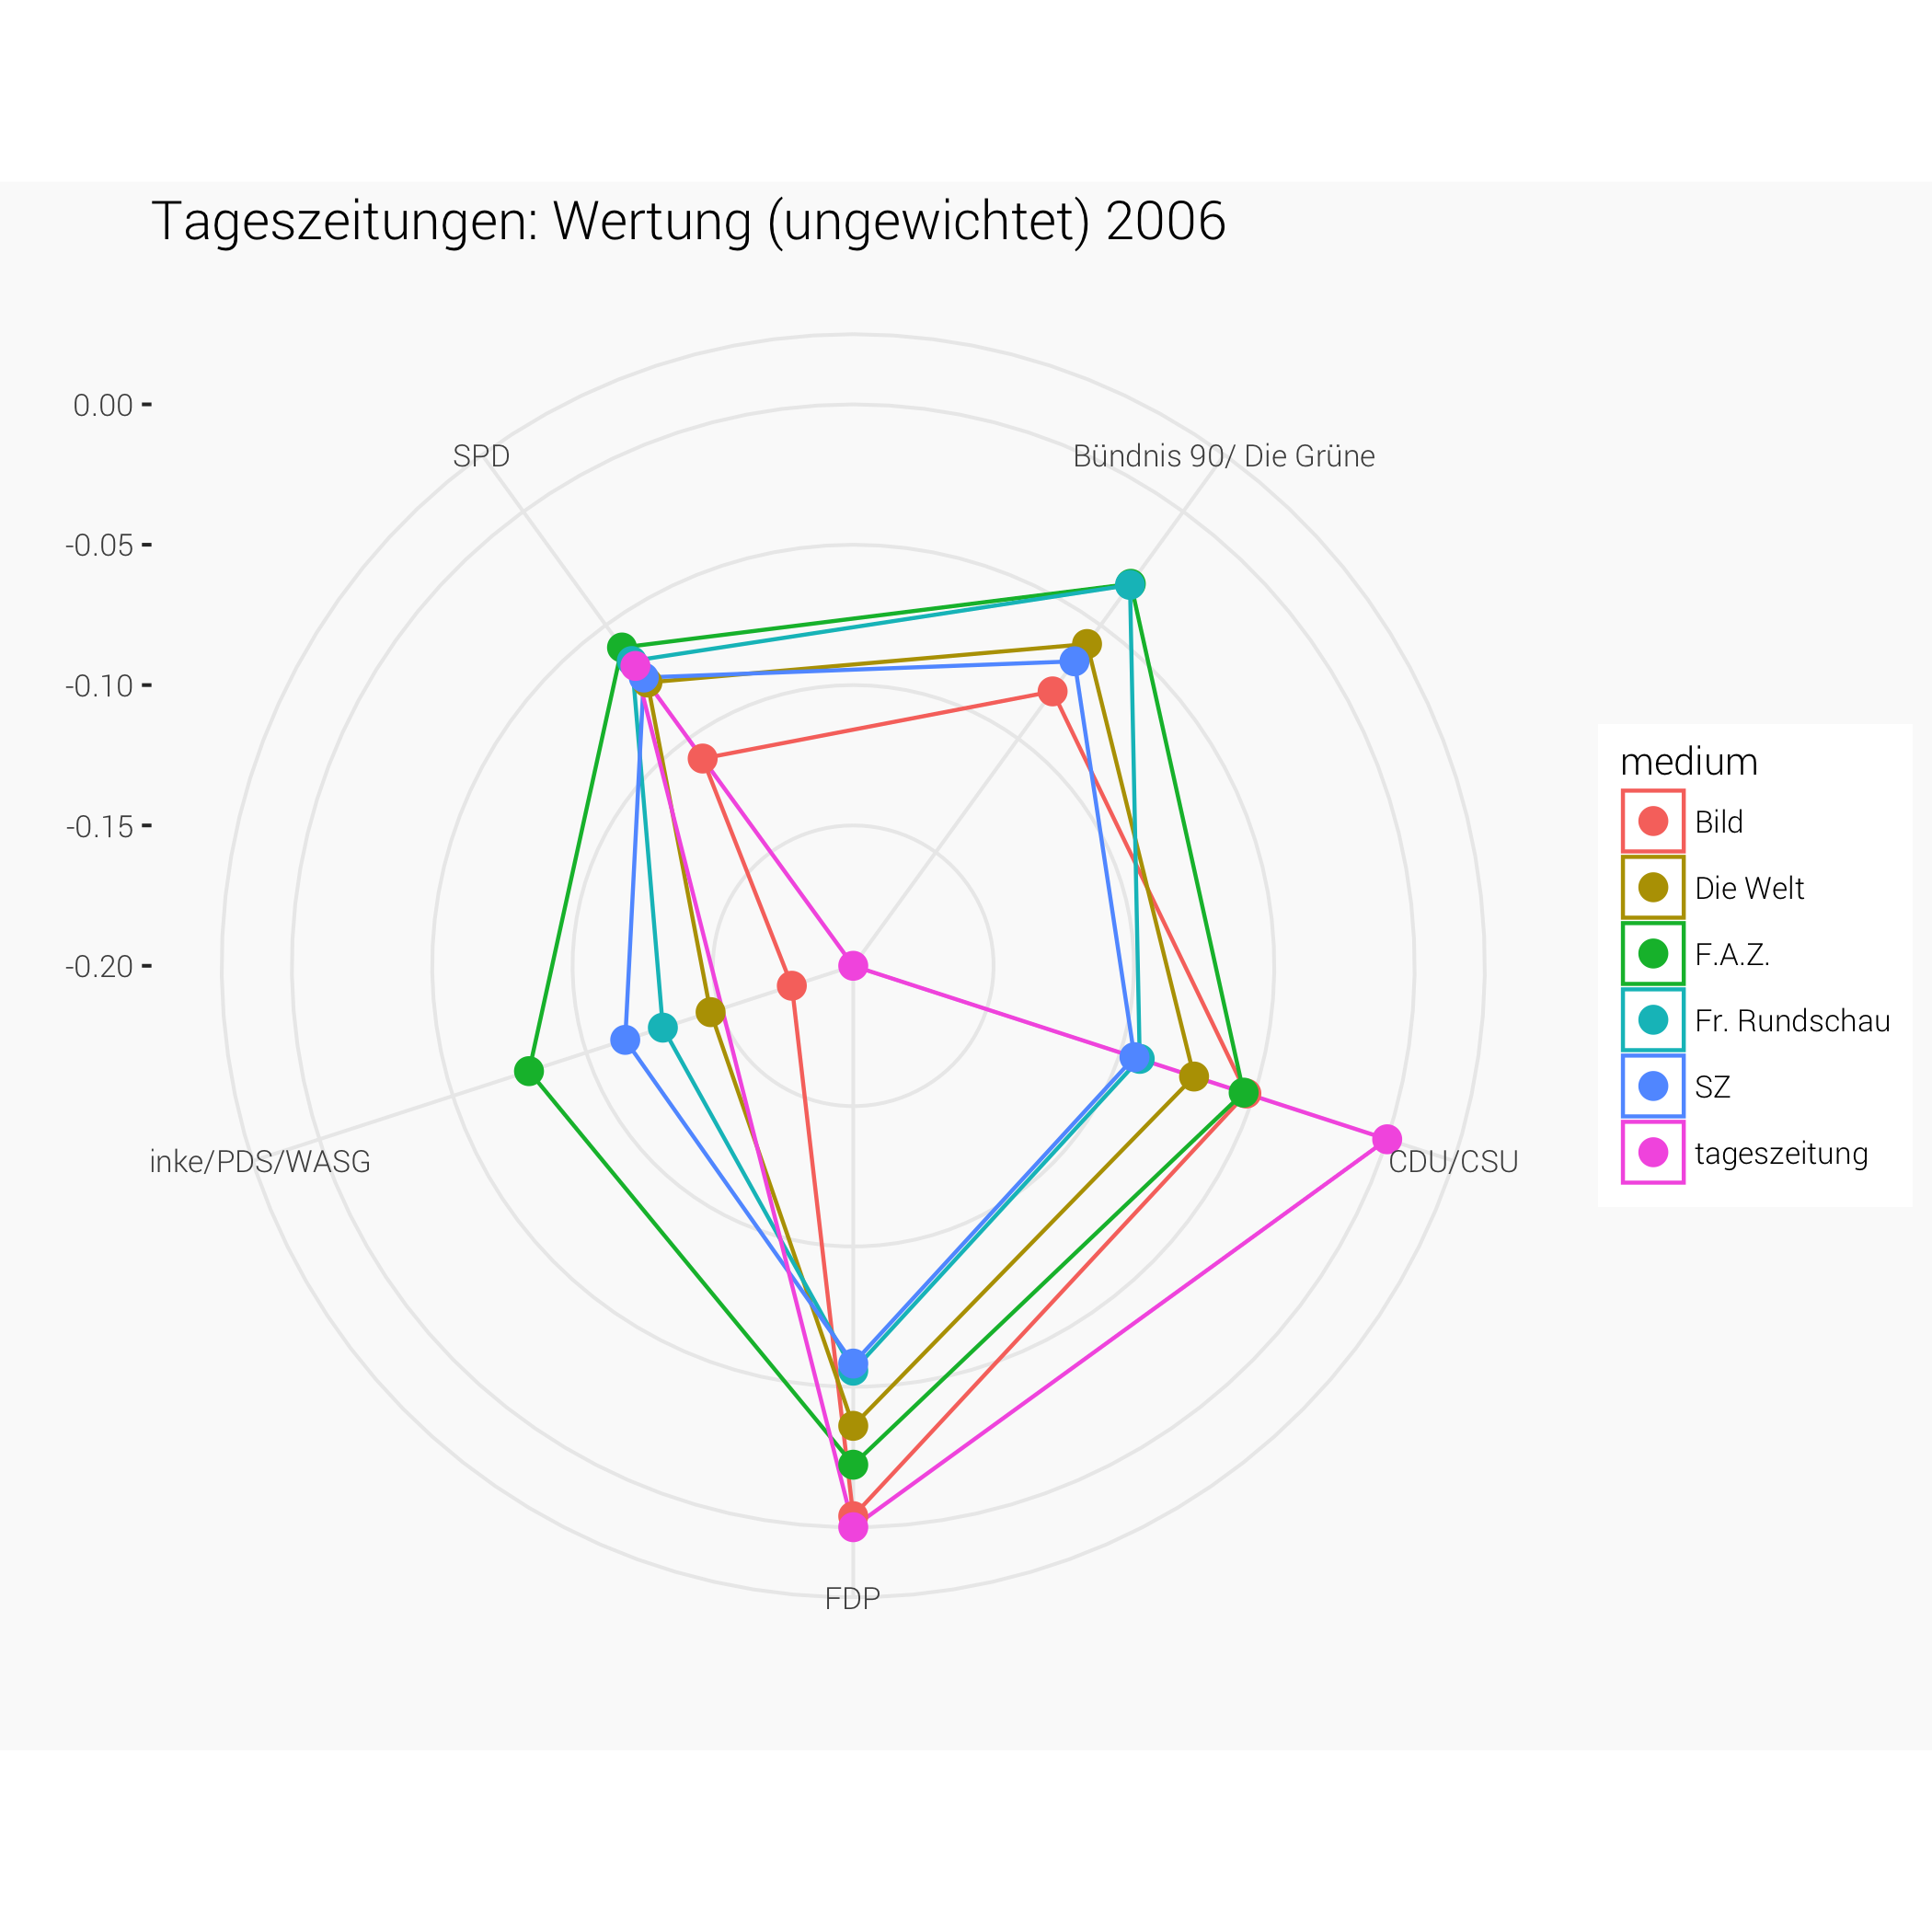 Tageszeitungen: Wertung (ungewichtet) 2006
0.00
-0.05
-0.10
-0.15
-0.20
SPD
Bündnis 90/ Die Grüne
inke/PDS/WASG
CDU/CSU
FDP
medium
Bild
Die Welt
F.A.Z.
Fr. Rundschau
SZ
tageszeitung